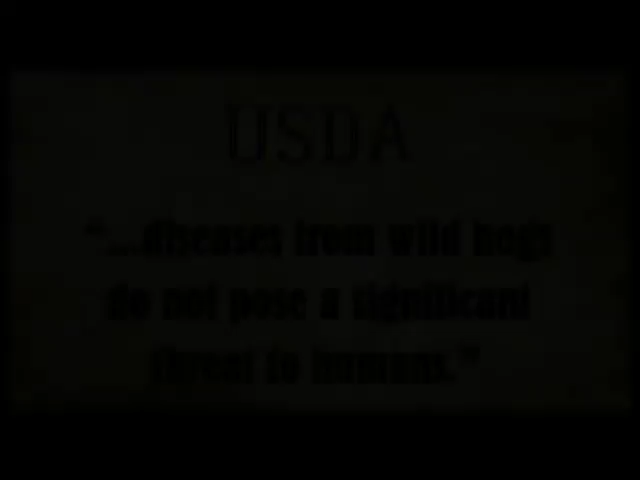 USDA
"...diseases from wild hogs
do not pose a significant
threat to humans."